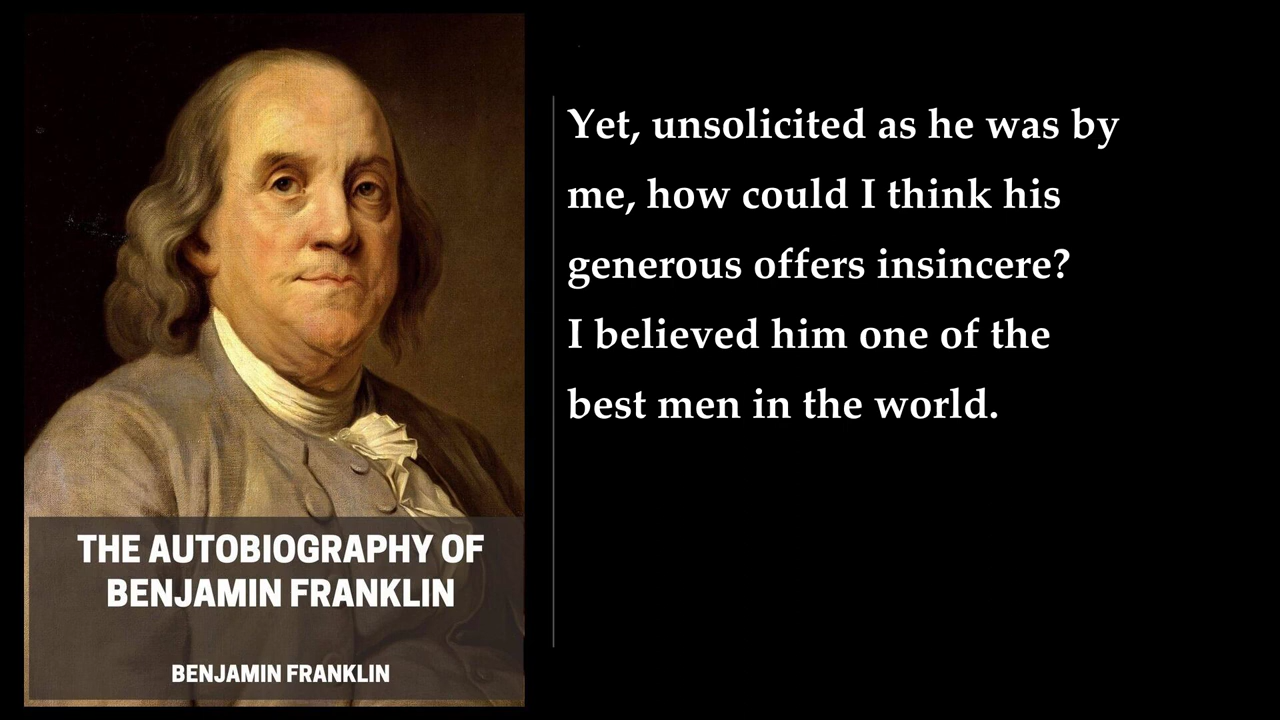 Yet, unsolicited as he was by
me, how could I think his
generous offers insincere?
I believed him one of the
best men in the world.
THE AUTOBIOGRAPHY OF
BENJAMIN FRANKLIN
BENJAMIN FRANKLIN